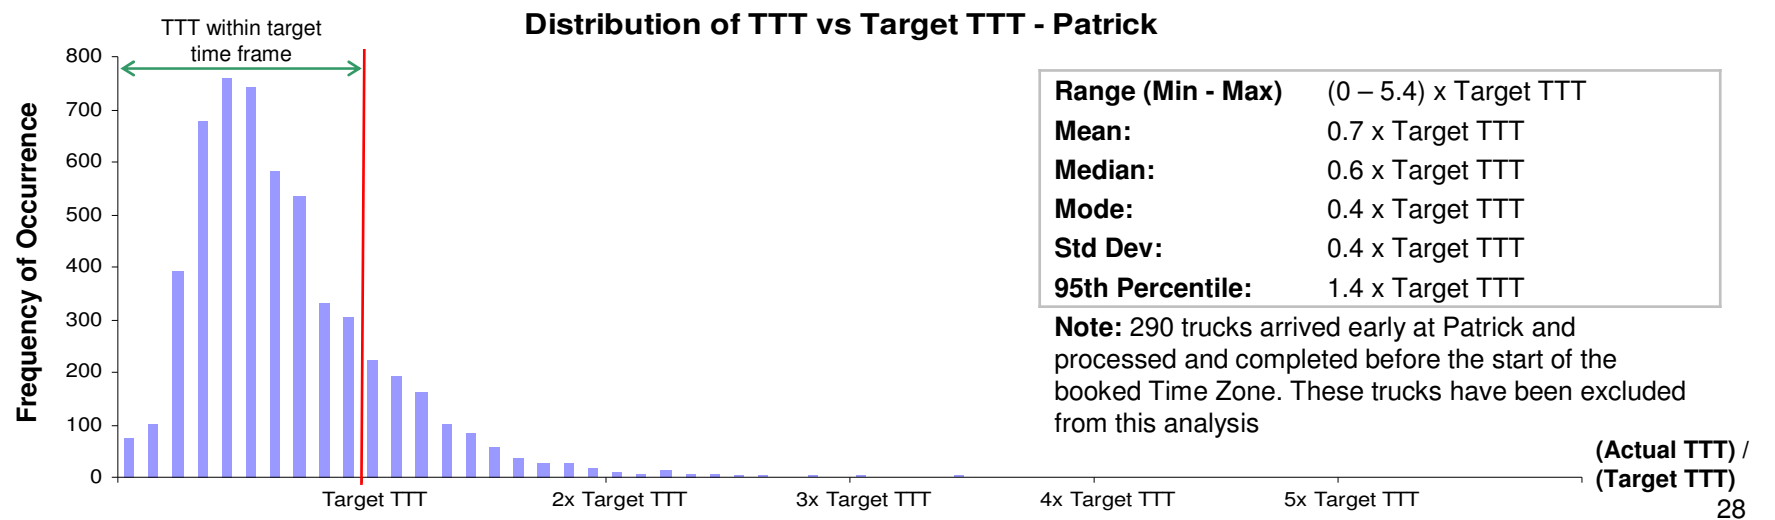 Distribution of TTT vs Target TTT - Patrick
TTT within target
time frame
Frequency of Occurrence
800
700
600
500
400
300
200
100
0
Target TTT
2x Target TTT
3x Target TTT
4x Target TTT
5x Target TTT
Range (Min - Max) (0 – 5.4) x Target TTT
Mean: 0.7 x Target TTT
Median: 0.6 x Target TTT
Mode: 0.4 x Target TTT
Std Dev: 0.4 x Target TTT
95th Percentile: 1.4 x Target TTT
Note: 290 trucks arrived early at Patrick and
processed and completed before the start of the
booked Time Zone. These trucks have been excluded
from this analysis
(Actual TTT) /
(Target TTT)
28